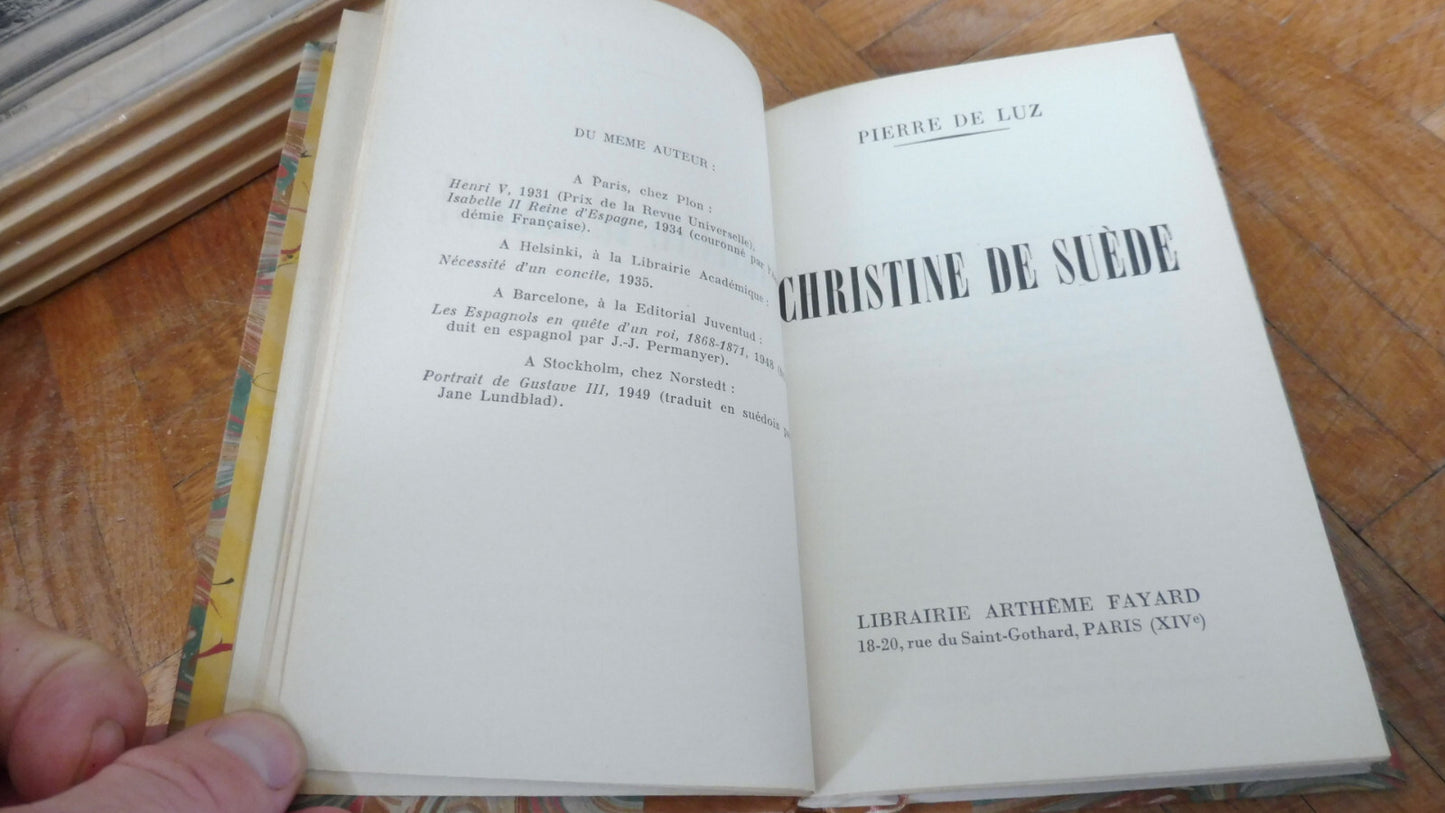 DU MEME AUTEUR :
A Paris, chez Plon :
Henri V, 1931 (Prix de la Revue Universelle).
Isabelle II Reine d'Espagne, 1934 (couronné par
démie Française).
A Helsinki, à la Librairie Académique :
Nécessité d'un concile, 1935.
A Barcelone, à la Editorial Juventud :
Les Espagnols en quête d'un roi, 1868-1871, 1948
duit en espagnol par J.-J. Permanyer).
A Stockholm, chez Norstedt :
Portrait de Gustave III, 1949 (traduit en suédois
Jane Lundblad).
PIERRE DE LUZ
CHRISTINE DE SUÈDE
LIBRAIRIE ARTHÊME FAYARD
18-20, rue du Saint-Gothard, PARIS (XIVe)